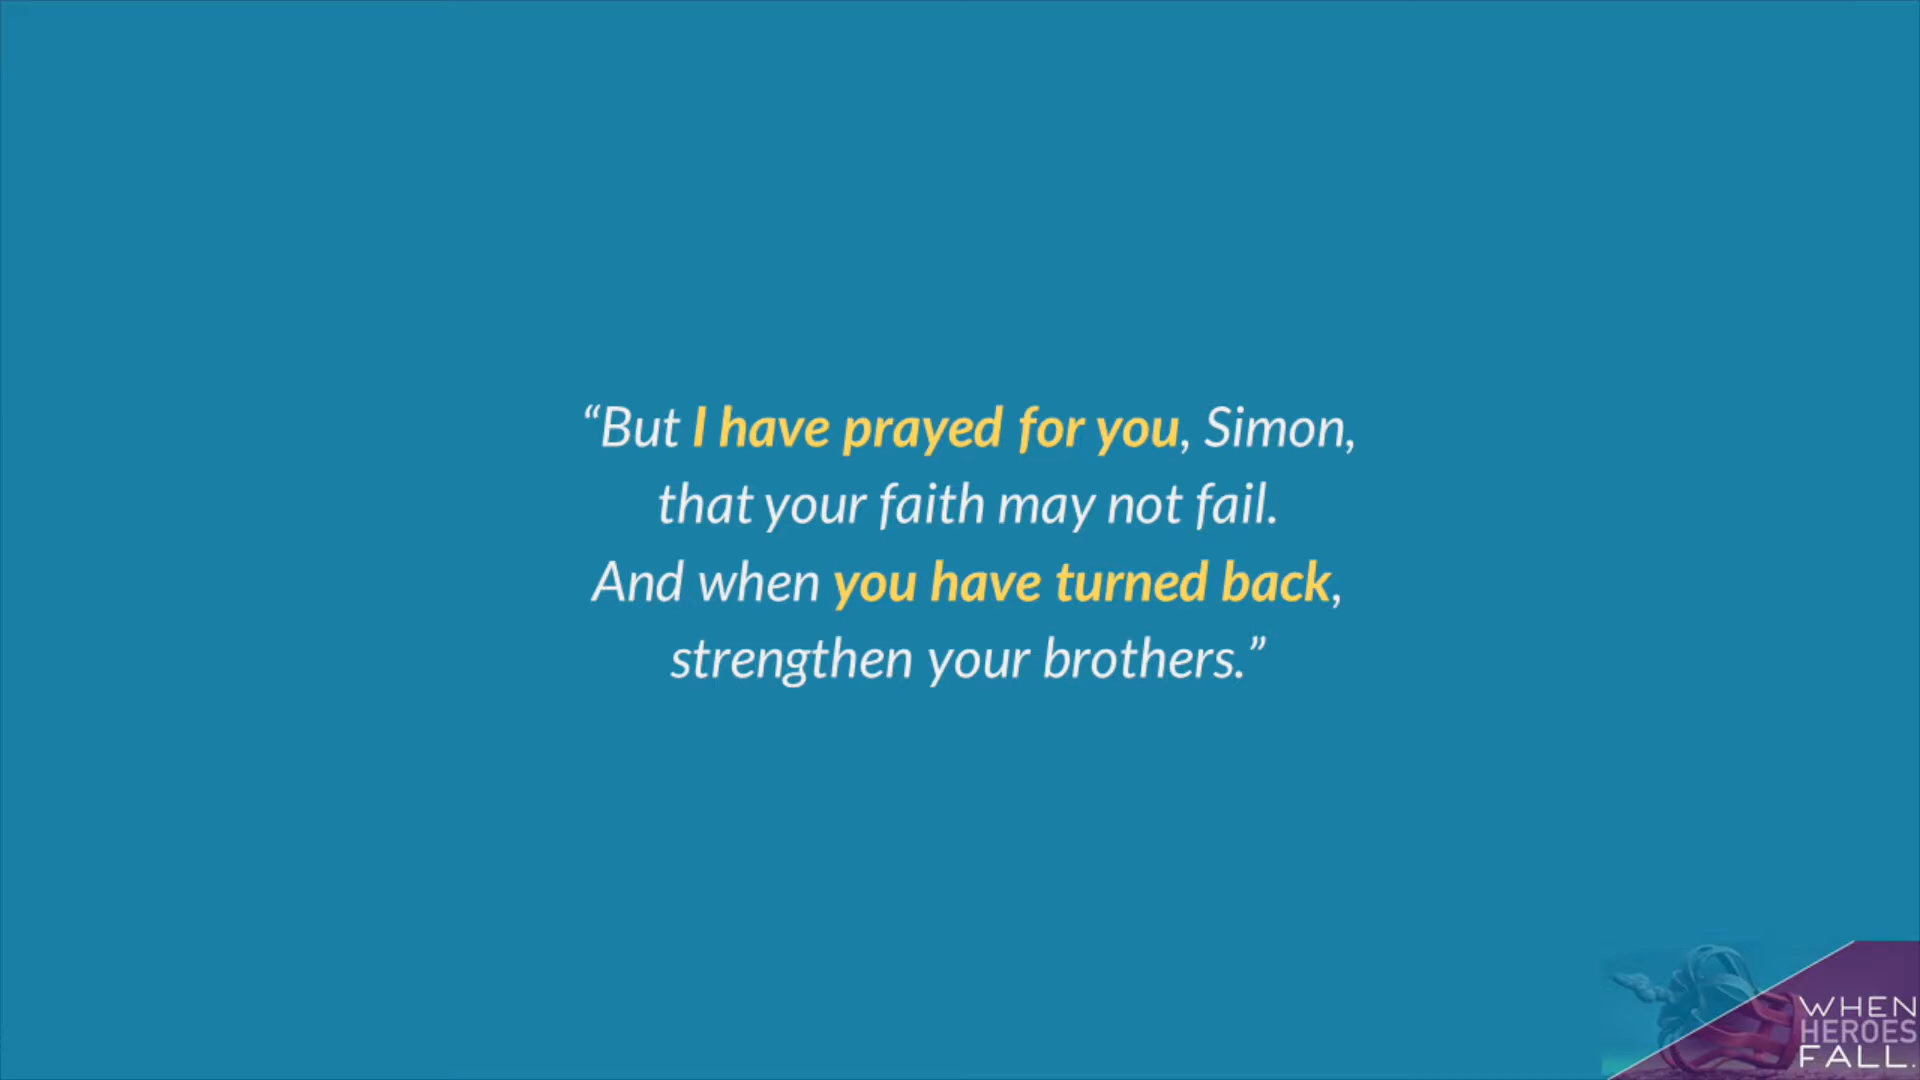 “But I have prayed for you, Simon,
that your faith may not fail.
And when you have turned back,
strengthen your brothers.”
WHEN
HEROES
FALL.